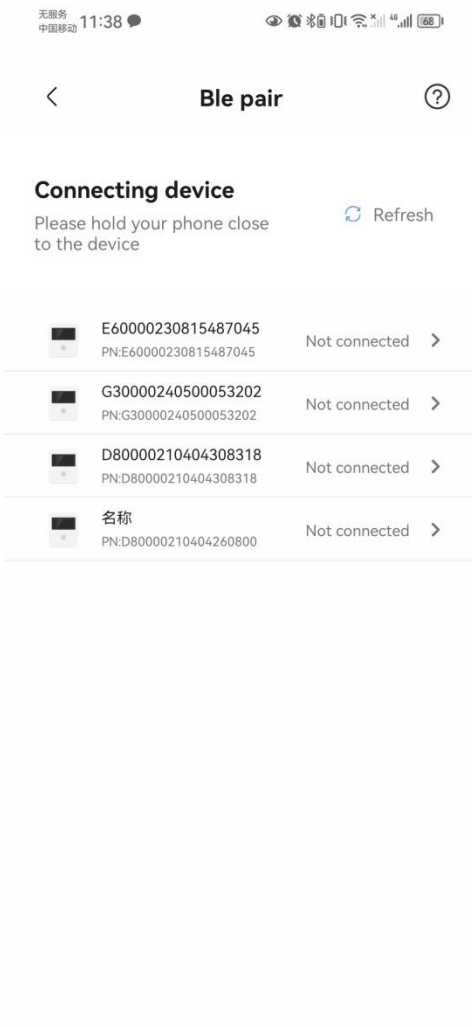 无服务
中国移动 11:38
4G 68
Ble pair
Connecting device
Please hold your phone close
to the device
Refresh
E60000230815487045
PN:E60000230815487045
Not connected
G30000240500053202
PN:G30000240500053202
Not connected
D80000210404308318
PN:D80000210404308318
Not connected
名称
PN:D80000210404260800
Not connected